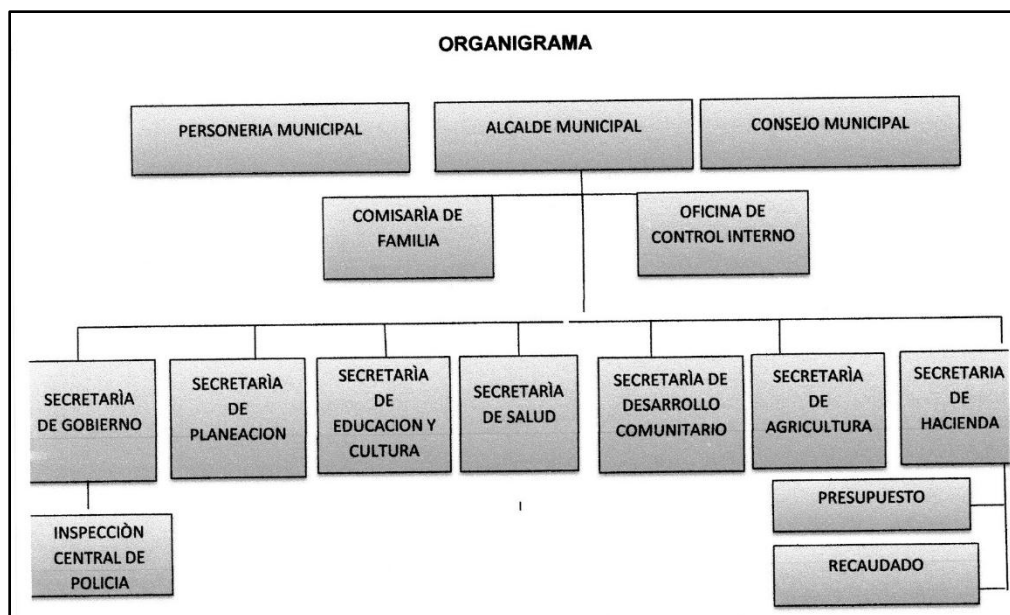 ORGANIGRAMA
PERSONERIA MUNICIPAL
ALCALDE MUNICIPAL
CONSEJO MUNICIPAL
COMISARÌA DE
FAMILIA
OFICINA DE
CONTROL INTERNO
SECRETARÌA
DE GOBIERNO
SECRETARÌA
DE
PLANEACION
SECRETARÌA
DE
EDUCACION Y
CULTURA
SECRETARÌA
DE SALUD
SECRETARÌA DE
DESARROLLO
COMUNITARIO
SECRETARÌA
DE
AGRICULTURA
SECRETARIA
DE
HACIENDA
INSPECCIÒN
CENTRAL DE
POLICIA
PRESUPUESTO
RECAUDADO